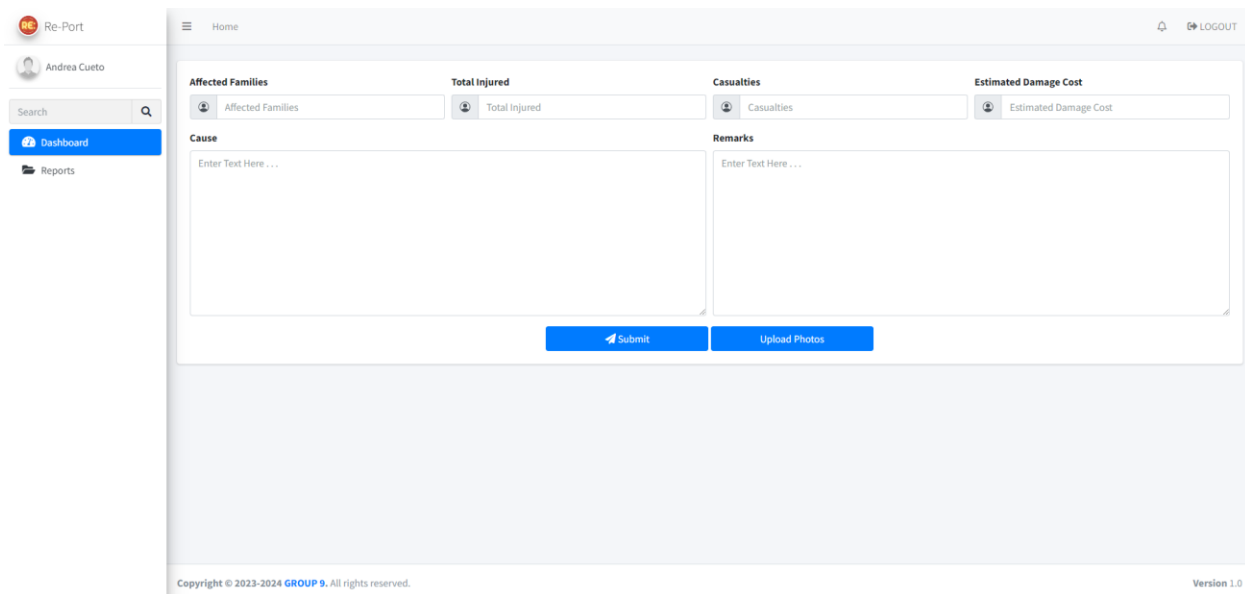 RE: Re-Port
Home
LOGOUT
Andrea Cueto
Search
Dashboard
Reports
Affected Families Total Injured Casualties Estimated Damage Cost
Affected Families Total Injured Casualties Estimated Damage Cost
Cause Remarks
Enter Text Here . . . Enter Text Here . . .
Submit Upload Photos
Copyright © 2023-2024 GROUP 9. All rights reserved. Version 1.0